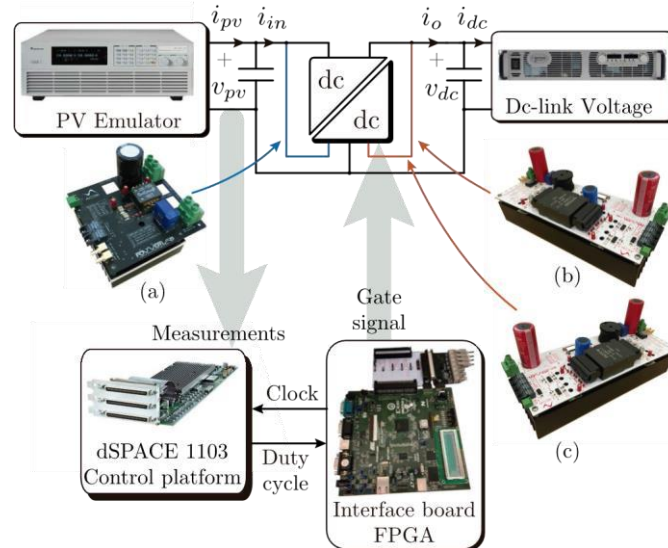 i_pv i_in i_o i_dc
+ v_pv
dc
dc
+ v_dc
PV Emulator
Dc-link Voltage
(a)
(b)
Measurements
Gate
signal
Clock
dSPACE 1103
Control platform
Duty
cycle
(c)
Interface board
FPGA